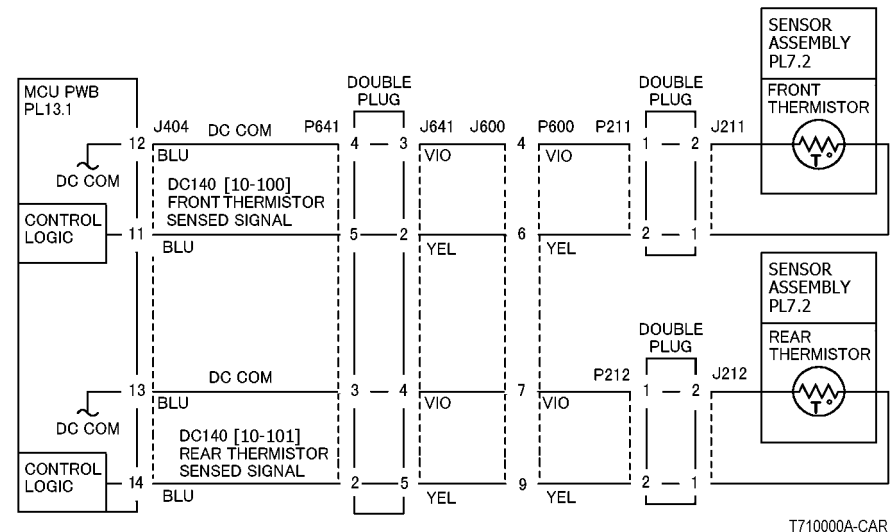 SENSOR
ASSEMBLY
PL7.2
MCU PWB
PL13.1
DOUBLE
PLUG
DOUBLE
PLUG
FRONT
THERMISTOR
J404 DC COM P641 J641 J600 P600 P211 J211
12 4 3 4 1 2
BLU VIO VIO T°
DC COM
DC140 [10-100]
FRONT THERMISTOR
SENSED SIGNAL
CONTROL
LOGIC
11 5 2 6 2 1
BLU YEL YEL
SENSOR
ASSEMBLY
PL7.2
DOUBLE
PLUG
REAR
THERMISTOR
DC COM P212 J212
13 3 4 7 1 2
BLU VIO VIO T°
DC COM
DC140 [10-101]
REAR THERMISTOR
SENSED SIGNAL
CONTROL
LOGIC
14 2 5 9 2 1
BLU YEL YEL
T710000A-CAR